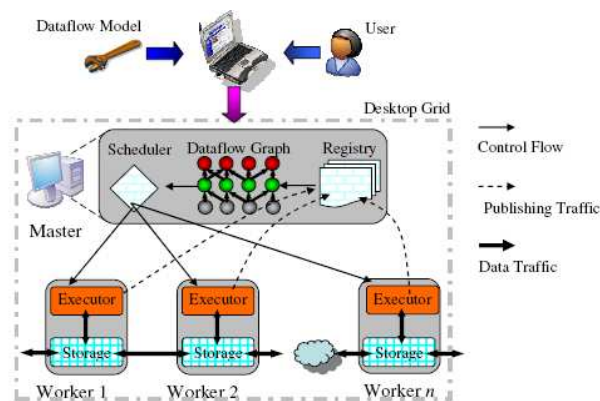 Dataflow Model
User
Desktop Grid
Scheduler
Dataflow Graph
Registry
Control Flow
Master
Publishing Traffic
Data Traffic
Executor
Executor
Executor
Storage
Storage
Storage
Worker 1
Worker 2
Worker n